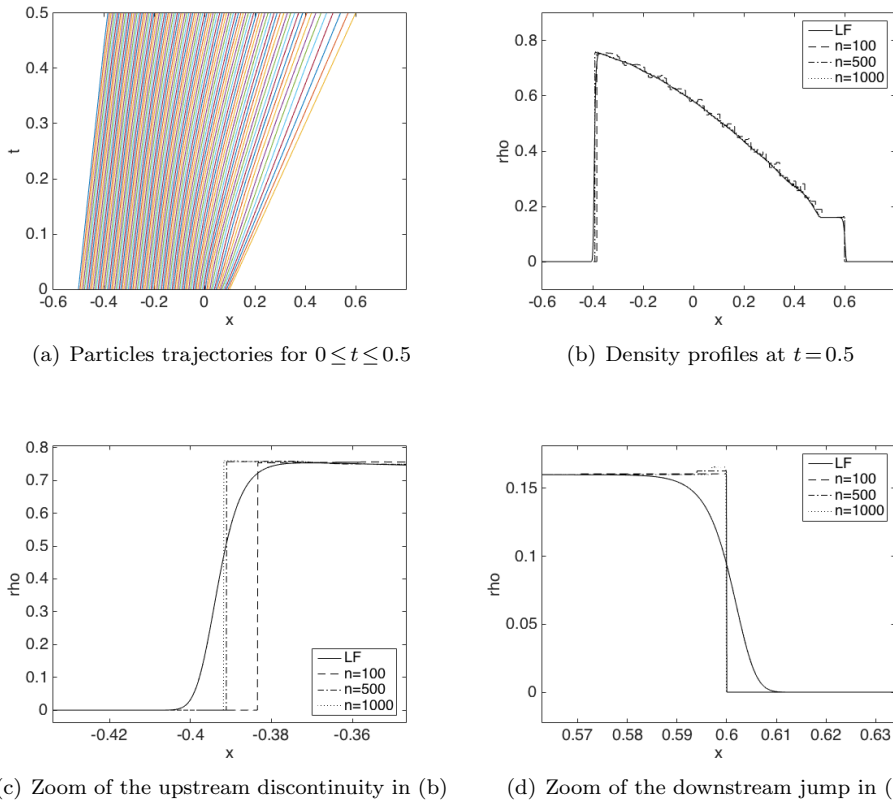 0.5
0.4
0.3
0.2
0.1
0
t
-0.6 -0.4 -0.2 0 0.2 0.4 0.6
x
(a) Particles trajectories for 0≤t≤0.5
0.8
0.6
0.4
0.2
0
rho
-0.6 -0.4 -0.2 0 0.2 0.4 0.6
x
LF
n=100
n=500
n=1000
(b) Density profiles at t=0.5
0.8
0.7
0.6
0.5
0.4
0.3
0.2
0.1
0
rho
-0.42 -0.4 -0.38 -0.36
x
LF
n=100
n=500
n=1000
(c) Zoom of the upstream discontinuity in (b)
0.15
0.1
0.05
0
rho
0.57 0.58 0.59 0.6 0.61 0.62 0.63
x
LF
n=100
n=500
n=1000
(d) Zoom of the downstream jump in (